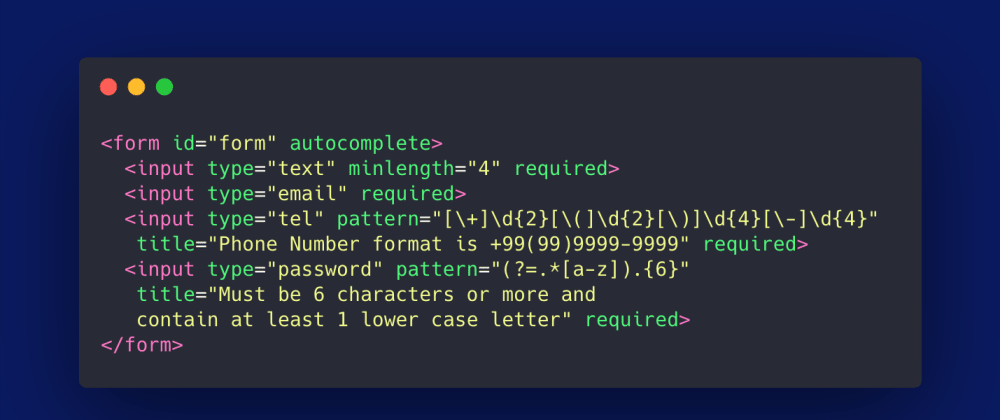 <form id="form" autocomplete>
<input type="text" minlength="4" required>
<input type="email" required>
<input type="tel" pattern="[\+]\d{2}[\(]\d{2}[\)]\d{4}[\-]\d{4}"
title="Phone Number format is +99(99)9999-9999" required>
<input type="password" pattern="(?=.*[a-z]).{6}"
title="Must be 6 characters or more and
contain at least 1 lower case letter" required>
</form>